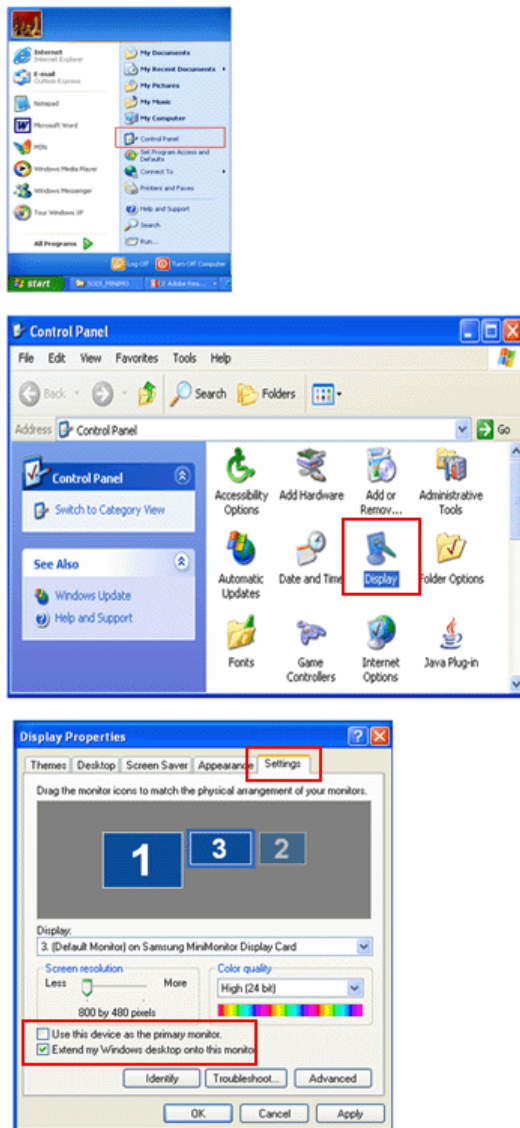 Internet
Internet Explorer
E-mail
Outlook Express
Notepad
Microsoft Word
MSN
Windows Media Player
Windows Messenger
Tour Windows XP
All Programs
My Documents
My Recent Documents
My Pictures
My Music
My Computer
Control Panel
Set Program Access and
Defaults
Connect To
Printers and Faxes
Help and Support
Search
Run...
Log Off
Turn Off Computer
start
2 Adobe Rea...
Control Panel
File Edit View Favorites Tools Help
Back Search Folders
Address Control Panel Go
Control Panel
Switch to Category View
See Also
Windows Update
Help and Support
Accessibility
Options
Add Hardware
Add or
Remov...
Administrative
Tools
Automatic
Updates
Date and Time
Display
Folder Options
Fonts
Game
Controllers
Internet
Options
Java Plug-in
Display Properties
Themes Desktop Screen Saver Appearance Settings
Drag the monitor icons to match the physical arrangement of your monitors.
1 3 2
Display:
3. (Default Monitor) on Samsung MiniMonitor Display Card
Screen resolution
Less More
800 by 480 pixels
Color quality
High (24 bit)
Use this device as the primary monitor.
Extend my Windows desktop onto this monitor.
Identify Troubleshoot... Advanced
OK Cancel Apply